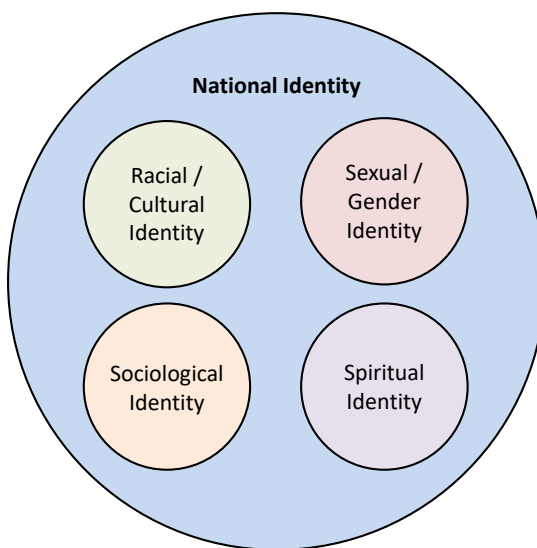 National Identity
Racial /
Cultural
Identity
Sexual /
Gender
Identity
Sociological
Identity
Spiritual
Identity